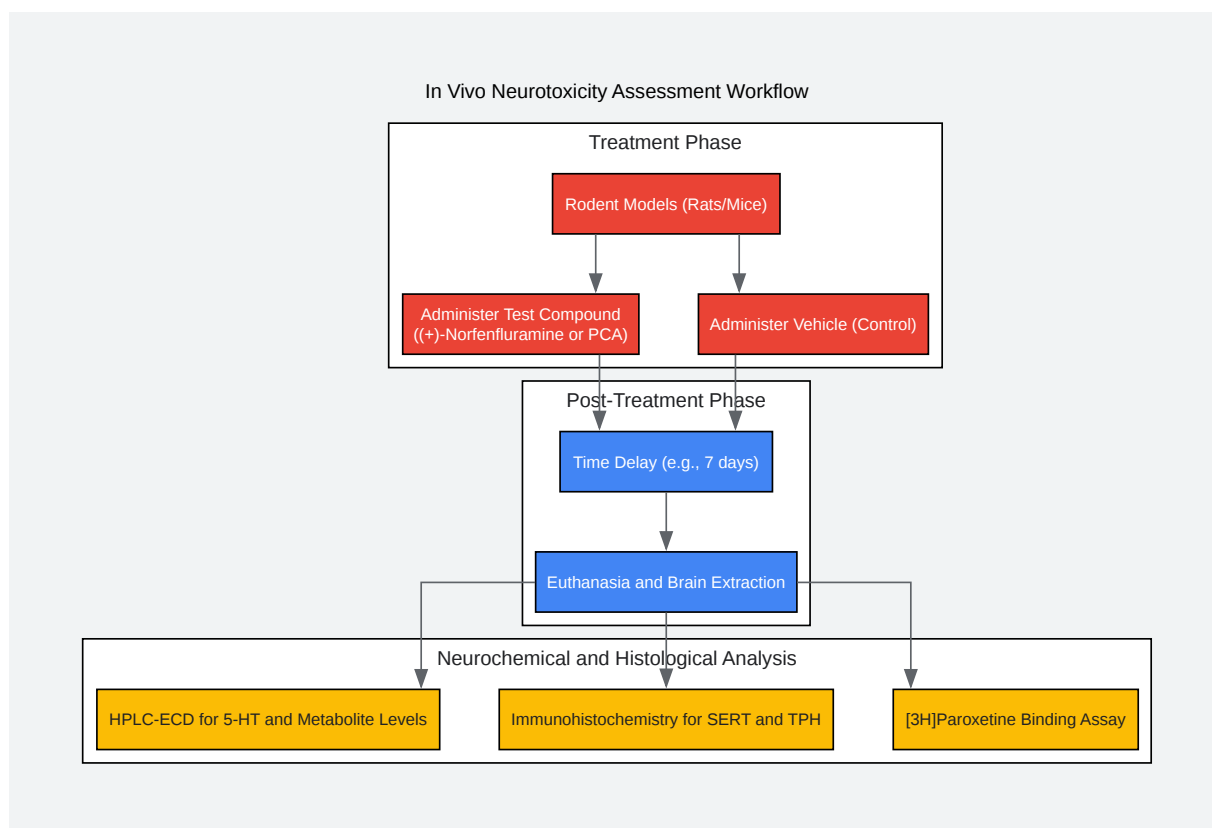 In Vivo Neurotoxicity Assessment Workflow
Treatment Phase
Rodent Models (Rats/Mice)
Administer Test Compound
((+)-Norfenfluramine or PCA)
Administer Vehicle (Control)
Post-Treatment Phase
Time Delay (e.g., 7 days)
Euthanasia and Brain Extraction
Neurochemical and Histological Analysis
HPLC-ECD for 5-HT and Metabolite Levels
Immunohistochemistry for SERT and TPH
[3H]Paroxetine Binding Assay